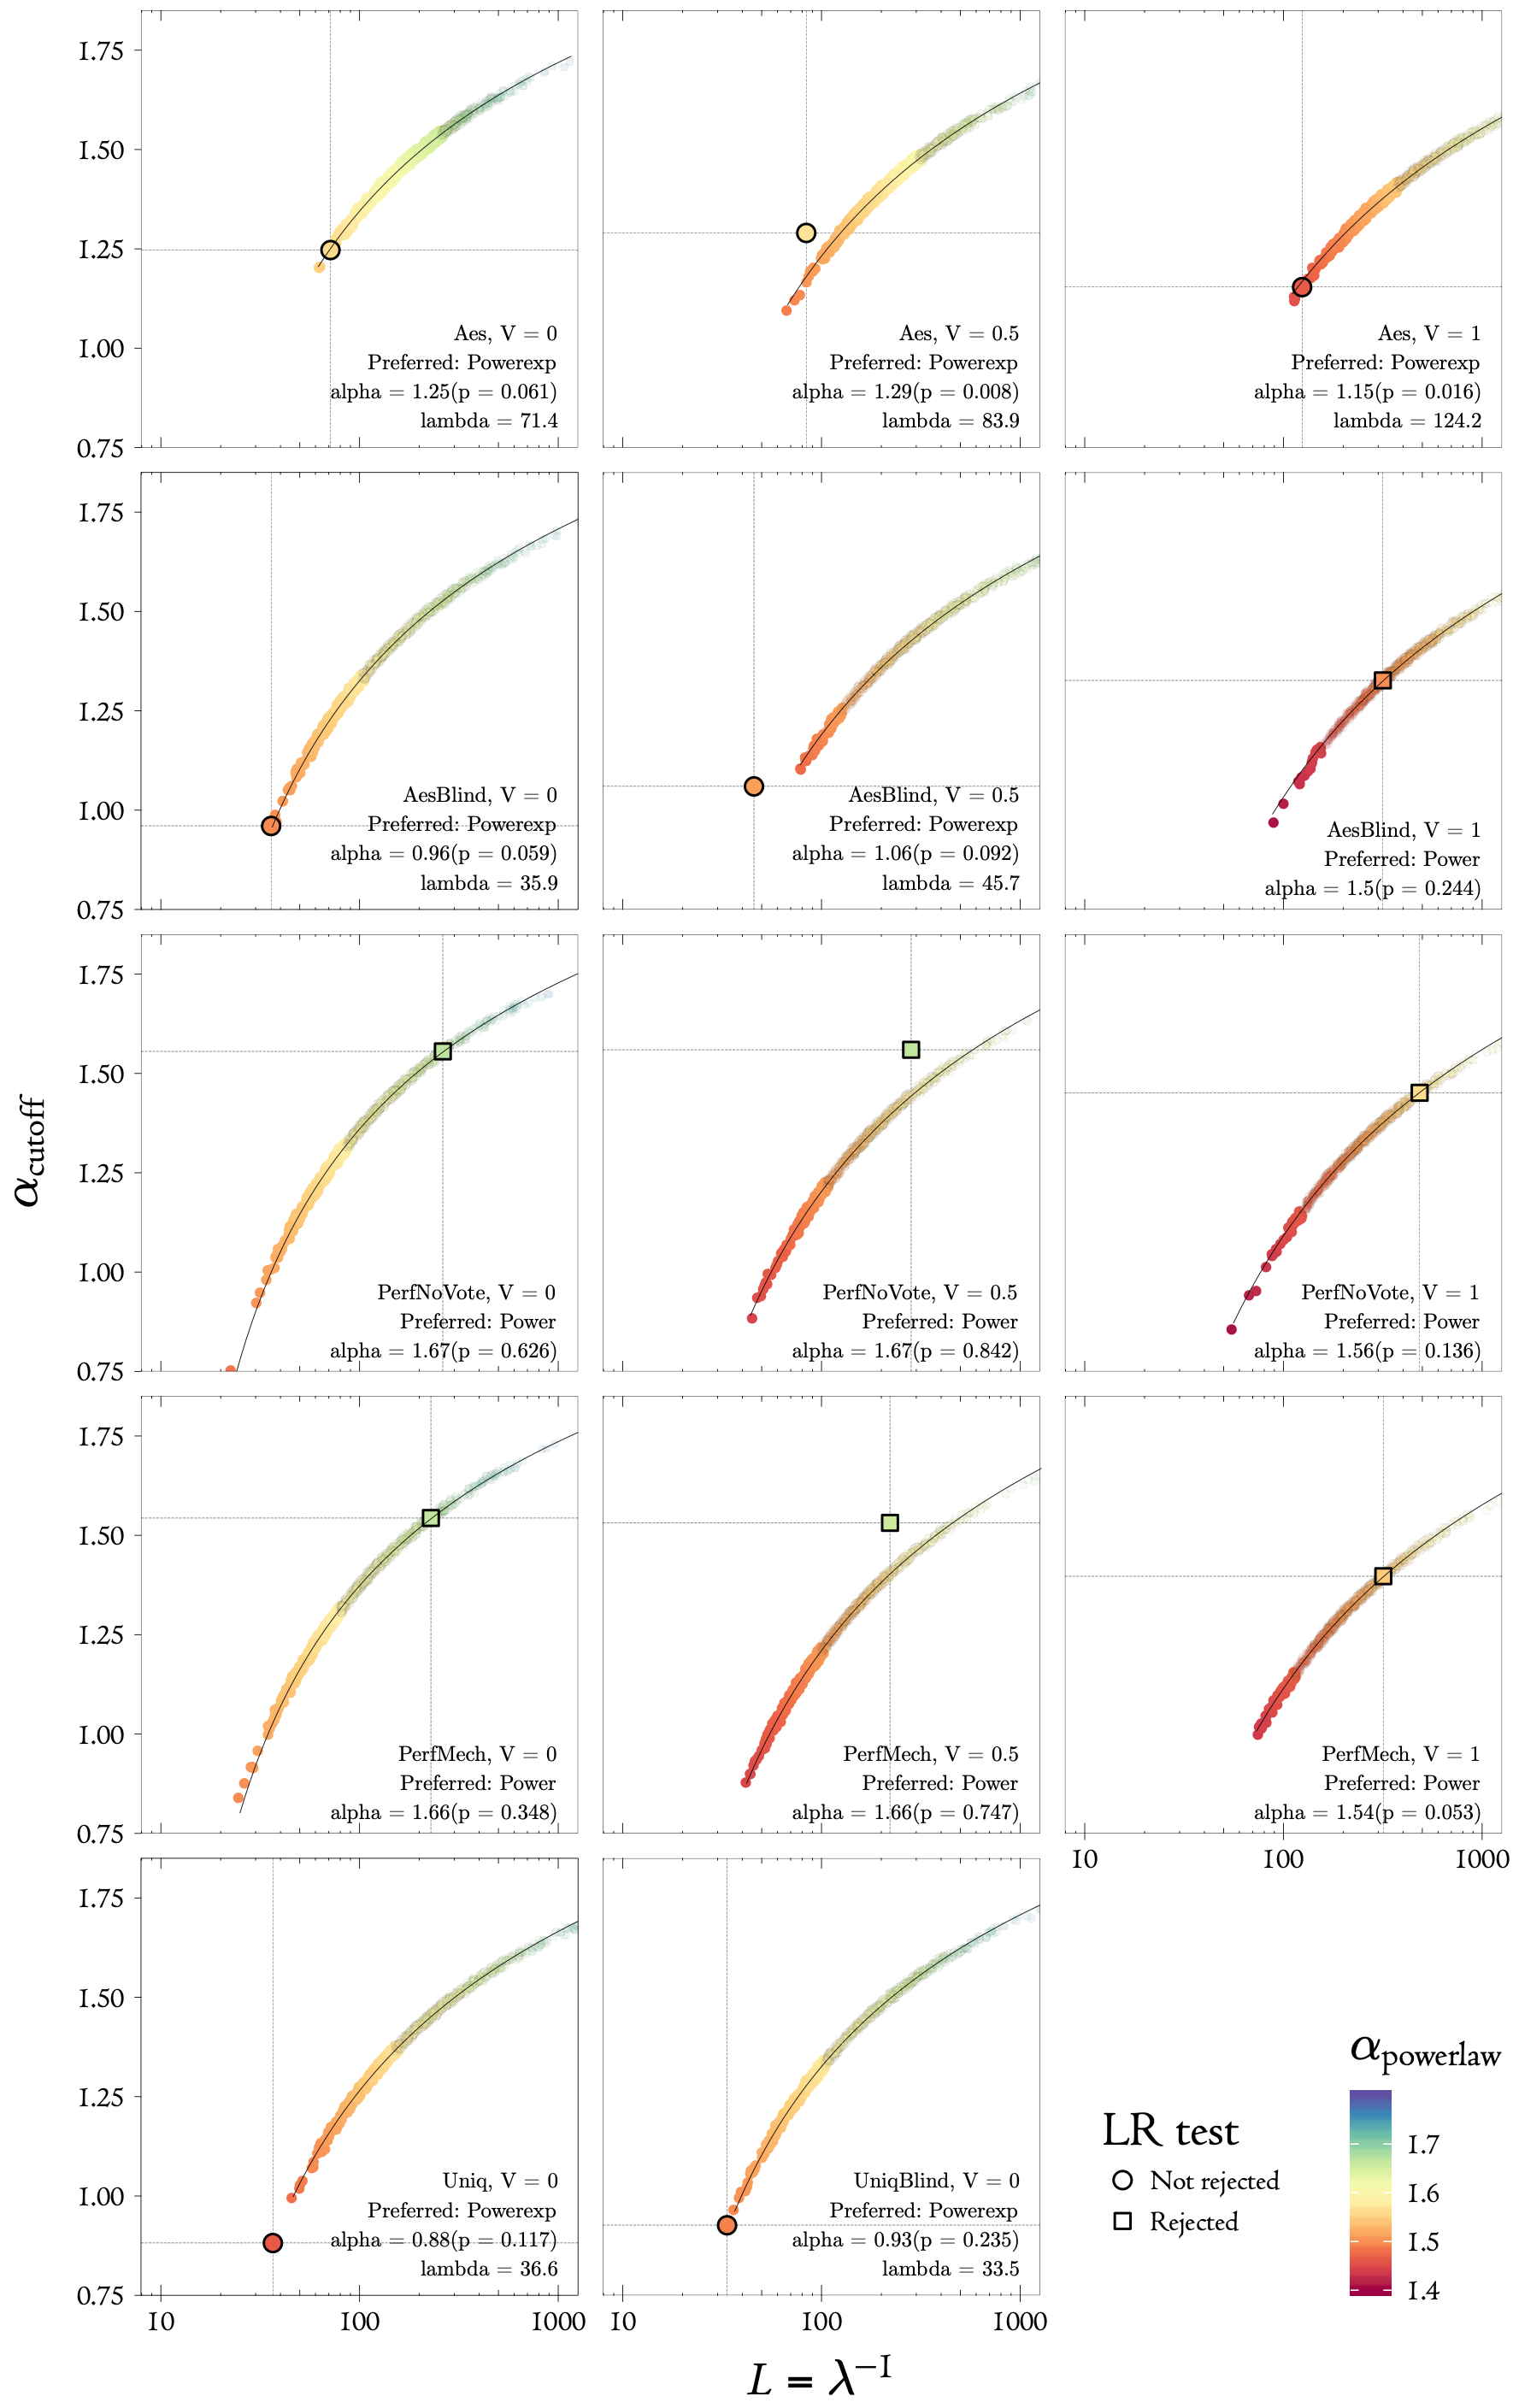 1.75
1.50
1.25
1.00
0.75
Aes, V = 0
Preferred: Powerexp
alpha = 1.25(p = 0.061)
lambda = 71.4
Aes, V = 0.5
Preferred: Powerexp
alpha = 1.29(p = 0.008)
lambda = 83.9
Aes, V = 1
Preferred: Powerexp
alpha = 1.15(p = 0.016)
lambda = 124.2
1.75
1.50
1.25
1.00
0.75
AesBlind, V = 0
Preferred: Powerexp
alpha = 0.96(p = 0.059)
lambda = 35.9
AesBlind, V = 0.5
Preferred: Powerexp
alpha = 1.06(p = 0.092)
lambda = 45.7
AesBlind, V = 1
Preferred: Power
alpha = 1.5(p = 0.244)
αcutoff
1.75
1.50
1.25
1.00
0.75
PerfNoVote, V = 0
Preferred: Power
alpha = 1.67(p = 0.626)
PerfNoVote, V = 0.5
Preferred: Power
alpha = 1.67(p = 0.842)
PerfNoVote, V = 1
Preferred: Power
alpha = 1.56(p = 0.136)
1.75
1.50
1.25
1.00
0.75
PerfMech, V = 0
Preferred: Power
alpha = 1.66(p = 0.348)
PerfMech, V = 0.5
Preferred: Power
alpha = 1.66(p = 0.747)
PerfMech, V = 1
Preferred: Power
alpha = 1.54(p = 0.053)
10 100 1000
1.75
1.50
1.25
1.00
0.75
Uniq, V = 0
Preferred: Powerexp
alpha = 0.88(p = 0.117)
lambda = 36.6
10 100 1000
UniqBlind, V = 0
Preferred: Powerexp
alpha = 0.93(p = 0.235)
lambda = 33.5
10 100 1000
L = λ⁻¹
LR test
Not rejected
Rejected
αpowerlaw
1.7
1.6
1.5
1.4